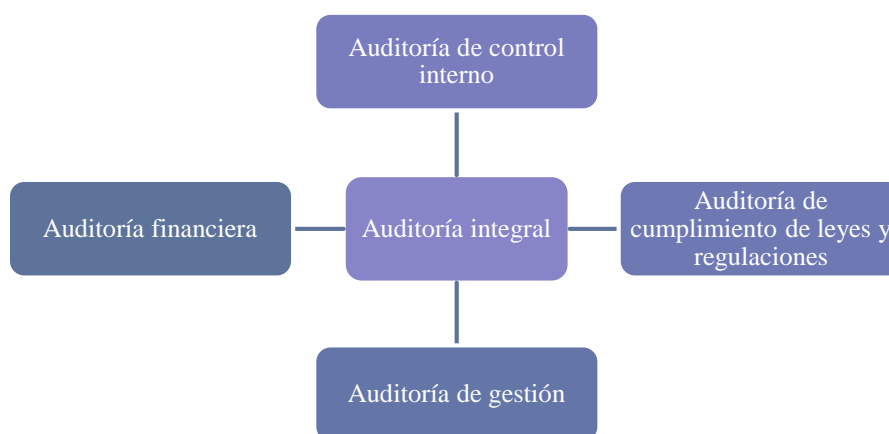 Auditoría de control
interno
Auditoría financiera
Auditoría integral
Auditoría de
cumplimiento de leyes y
regulaciones
Auditoría de gestión